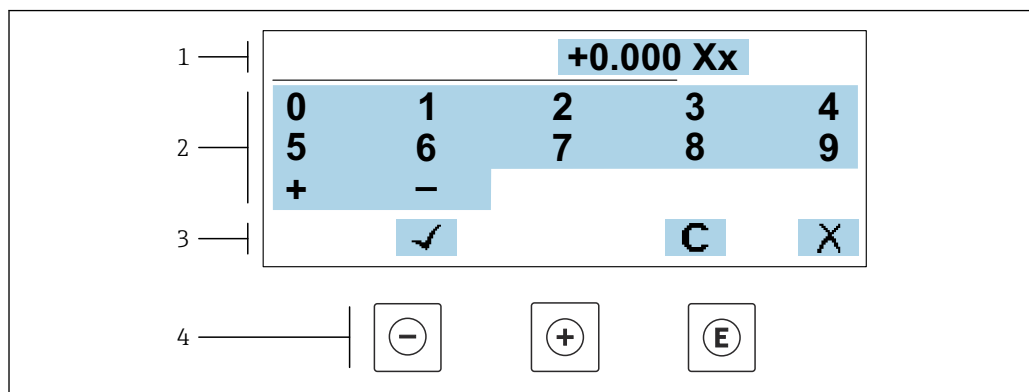 1 +0.000 Xx
0 1 2 3 4
2 5 6 7 8 9
+ −
3 ✓ C X
4 − + E